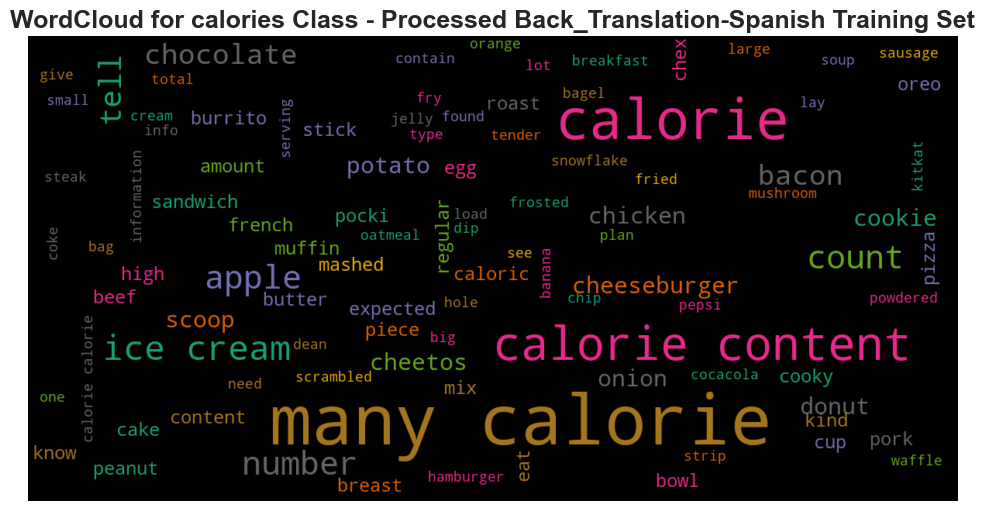 WordCloud for calories Class - Processed Back_Translation-Spanish Training Set
orange
chocolate
contain
lot
breakfast
chex
large
soup
sausage
give
tell
total
oreo
small
cream
info
burrito
serving
stick
jelly
found
fry
type
roast
bagel
tender
calorie
lay
steak
information
amount
potato
egg
snowflake
fried
bacon
mushroom
kitkat
sandwich
french
pocki
oatmeal
regular
load
dip
frosted
chicken
plan
cookie
coke
bag
high
muffin
mashed
see
caloric
banana
count
pizza
beef
apple
butter
expected
hole
chip
cheeseburger
pepsi
powdered
scoop
piece
big
calorie calorie
ice cream
dean
cheetos
calorie content
need
scrambled
mix
onion
cocacola
cooky
one
content
many calorie
donut
kind
cake
cup
pork
know
peanut
number
breast
hamburger
eat
strip
bowl
waffle